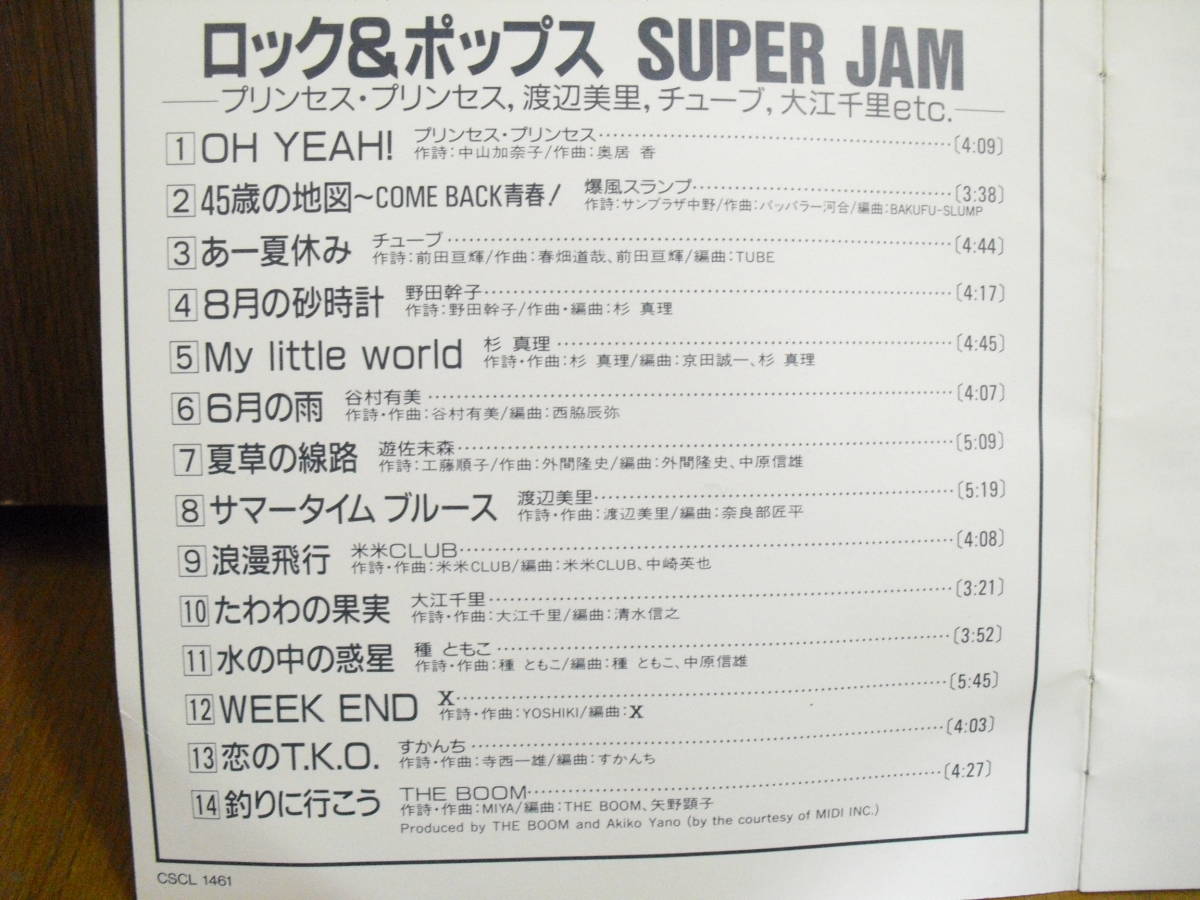 ロック&ポップス SUPER JAM
プリンセス・プリンセス, 渡辺美里, チューブ, 大江千里etc.
1 OH YEAH! プリンセス・プリンセス [4:09]
作詩：中山加奈子/作曲：奥居 香
2 45歳の地図～COME BACK青春! 爆風スランプ [3:38]
作詩：サンプラザ中野/作曲：パッパラー河合/編曲：BAKUFU-SLUMP
3 あー夏休み チューブ [4:44]
作詩：前田亘輝/作曲：春畑道哉、前田亘輝/編曲：TUBE
4 8月の砂時計 野田幹子 [4:17]
作詩：野田幹子/作曲・編曲：杉 真理
5 My little world 杉 真理 [4:45]
作詩・作曲：杉 真理/編曲：京田誠一、杉 真理
6 6月の雨 谷村有美 [4:07]
作詩・作曲：谷村有美/編曲：西脇辰弥
7 夏草の線路 遊佐未森 [5:09]
作詩：工藤順子/作曲：外間隆史/編曲：外間隆史、中原信雄
8 サマータイム ブルース 渡辺美里 [5:19]
作詩・作曲：渡辺美里/編曲：奈良部匠平
9 浪漫飛行 米米CLUB [4:08]
作詩・作曲：米米CLUB/編曲：米米CLUB、中崎英也
10 たわわの果実 大江千里 [3:21]
作詩・作曲：大江千里/編曲：清水信之
11 水の中の惑星 種 ともこ [3:52]
作詩・作曲：種 ともこ/編曲：種 ともこ、中原信雄
12 WEEK END X [5:45]
作詩・作曲：YOSHIKI/編曲：X
13 恋のT.K.O. すかんち [4:03]
作詩・作曲：寺西一雄/編曲：すかんち
14 釣りに行こう THE BOOM [4:27]
作詩・作曲：MIYA/編曲：THE BOOM、矢野顕子
Produced by THE BOOM and Akiko Yano (by the courtesy of MIDI INC.)
CSCL 1461